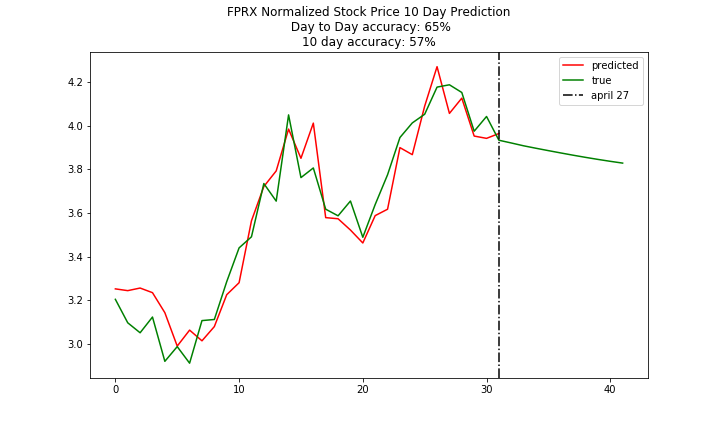 FPRX Normalized Stock Price 10 Day Prediction
Day to Day accuracy: 65%
10 day accuracy: 57%
predicted
true
april 27
4.2
4.0
3.8
3.6
3.4
3.2
3.0
0 10 20 30 40